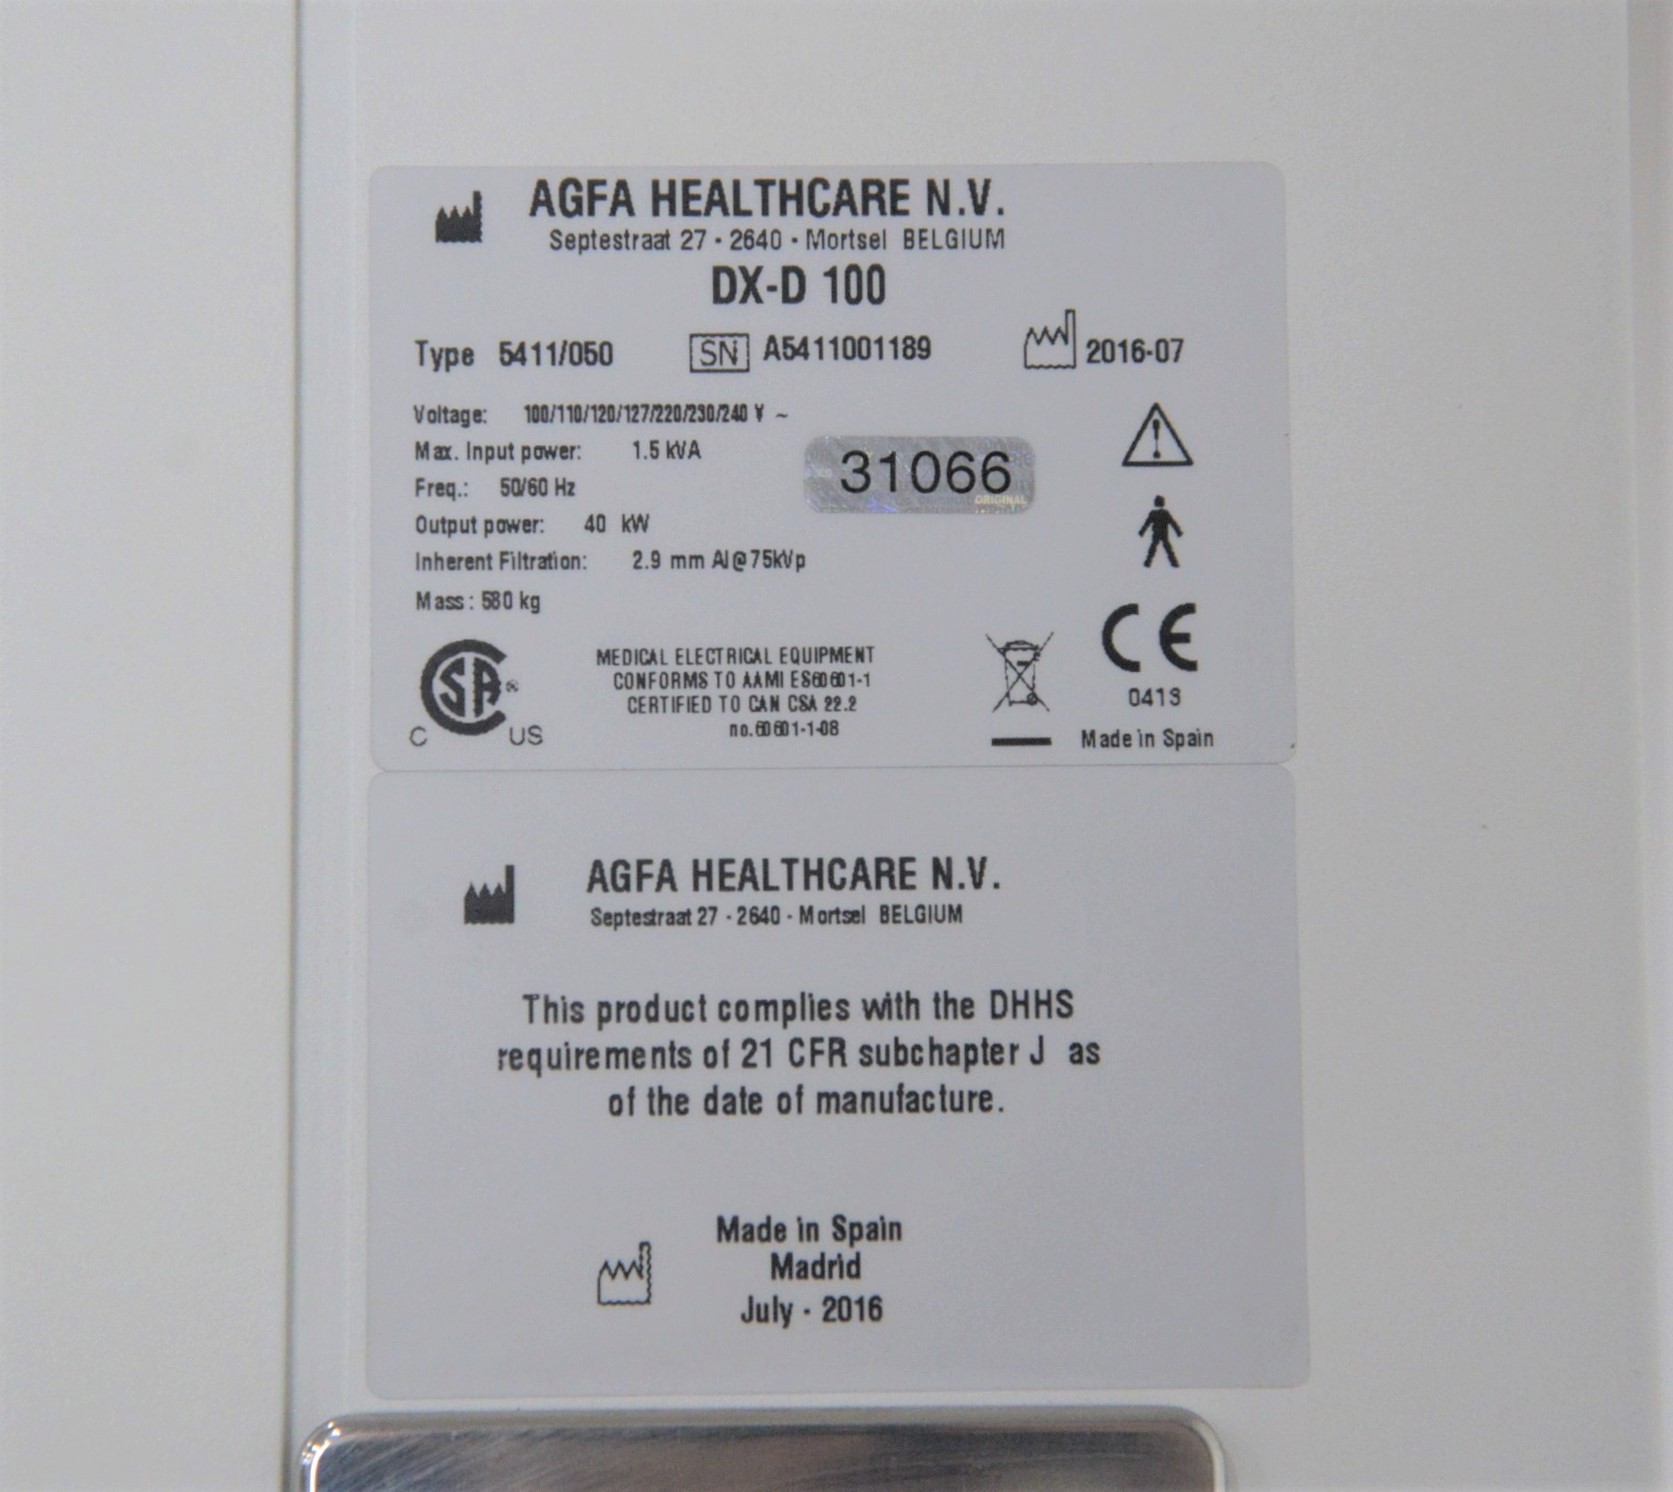 AGFA HEALTHCARE N.V.
Septestraat 27 - 2640 - Mortsel BELGIUM
DX-D 100
Type 5411/050 SN A5411001189 2016-07
Voltage: 100/110/120/127/220/230/240 V ~
Max. Input power: 1.5 kVA
31066
ORIGINAL
Freq.: 50/60 Hz
Output power: 40 kW
Inherent Filtration: 2.9 mm Al@75kVp
Mass: 580 kg
CSA®
C US
MEDICAL ELECTRICAL EQUIPMENT
CONFORMS TO AAMI ES60601-1
CERTIFIED TO CAN CSA 22.2
no.60601-1-08
CE
0413
Made in Spain
AGFA HEALTHCARE N.V.
Septestraat 27 - 2640 - Mortsel BELGIUM
This product complies with the DHHS
requirements of 21 CFR subchapter J as
of the date of manufacture.
Made in Spain
Madrid
July - 2016